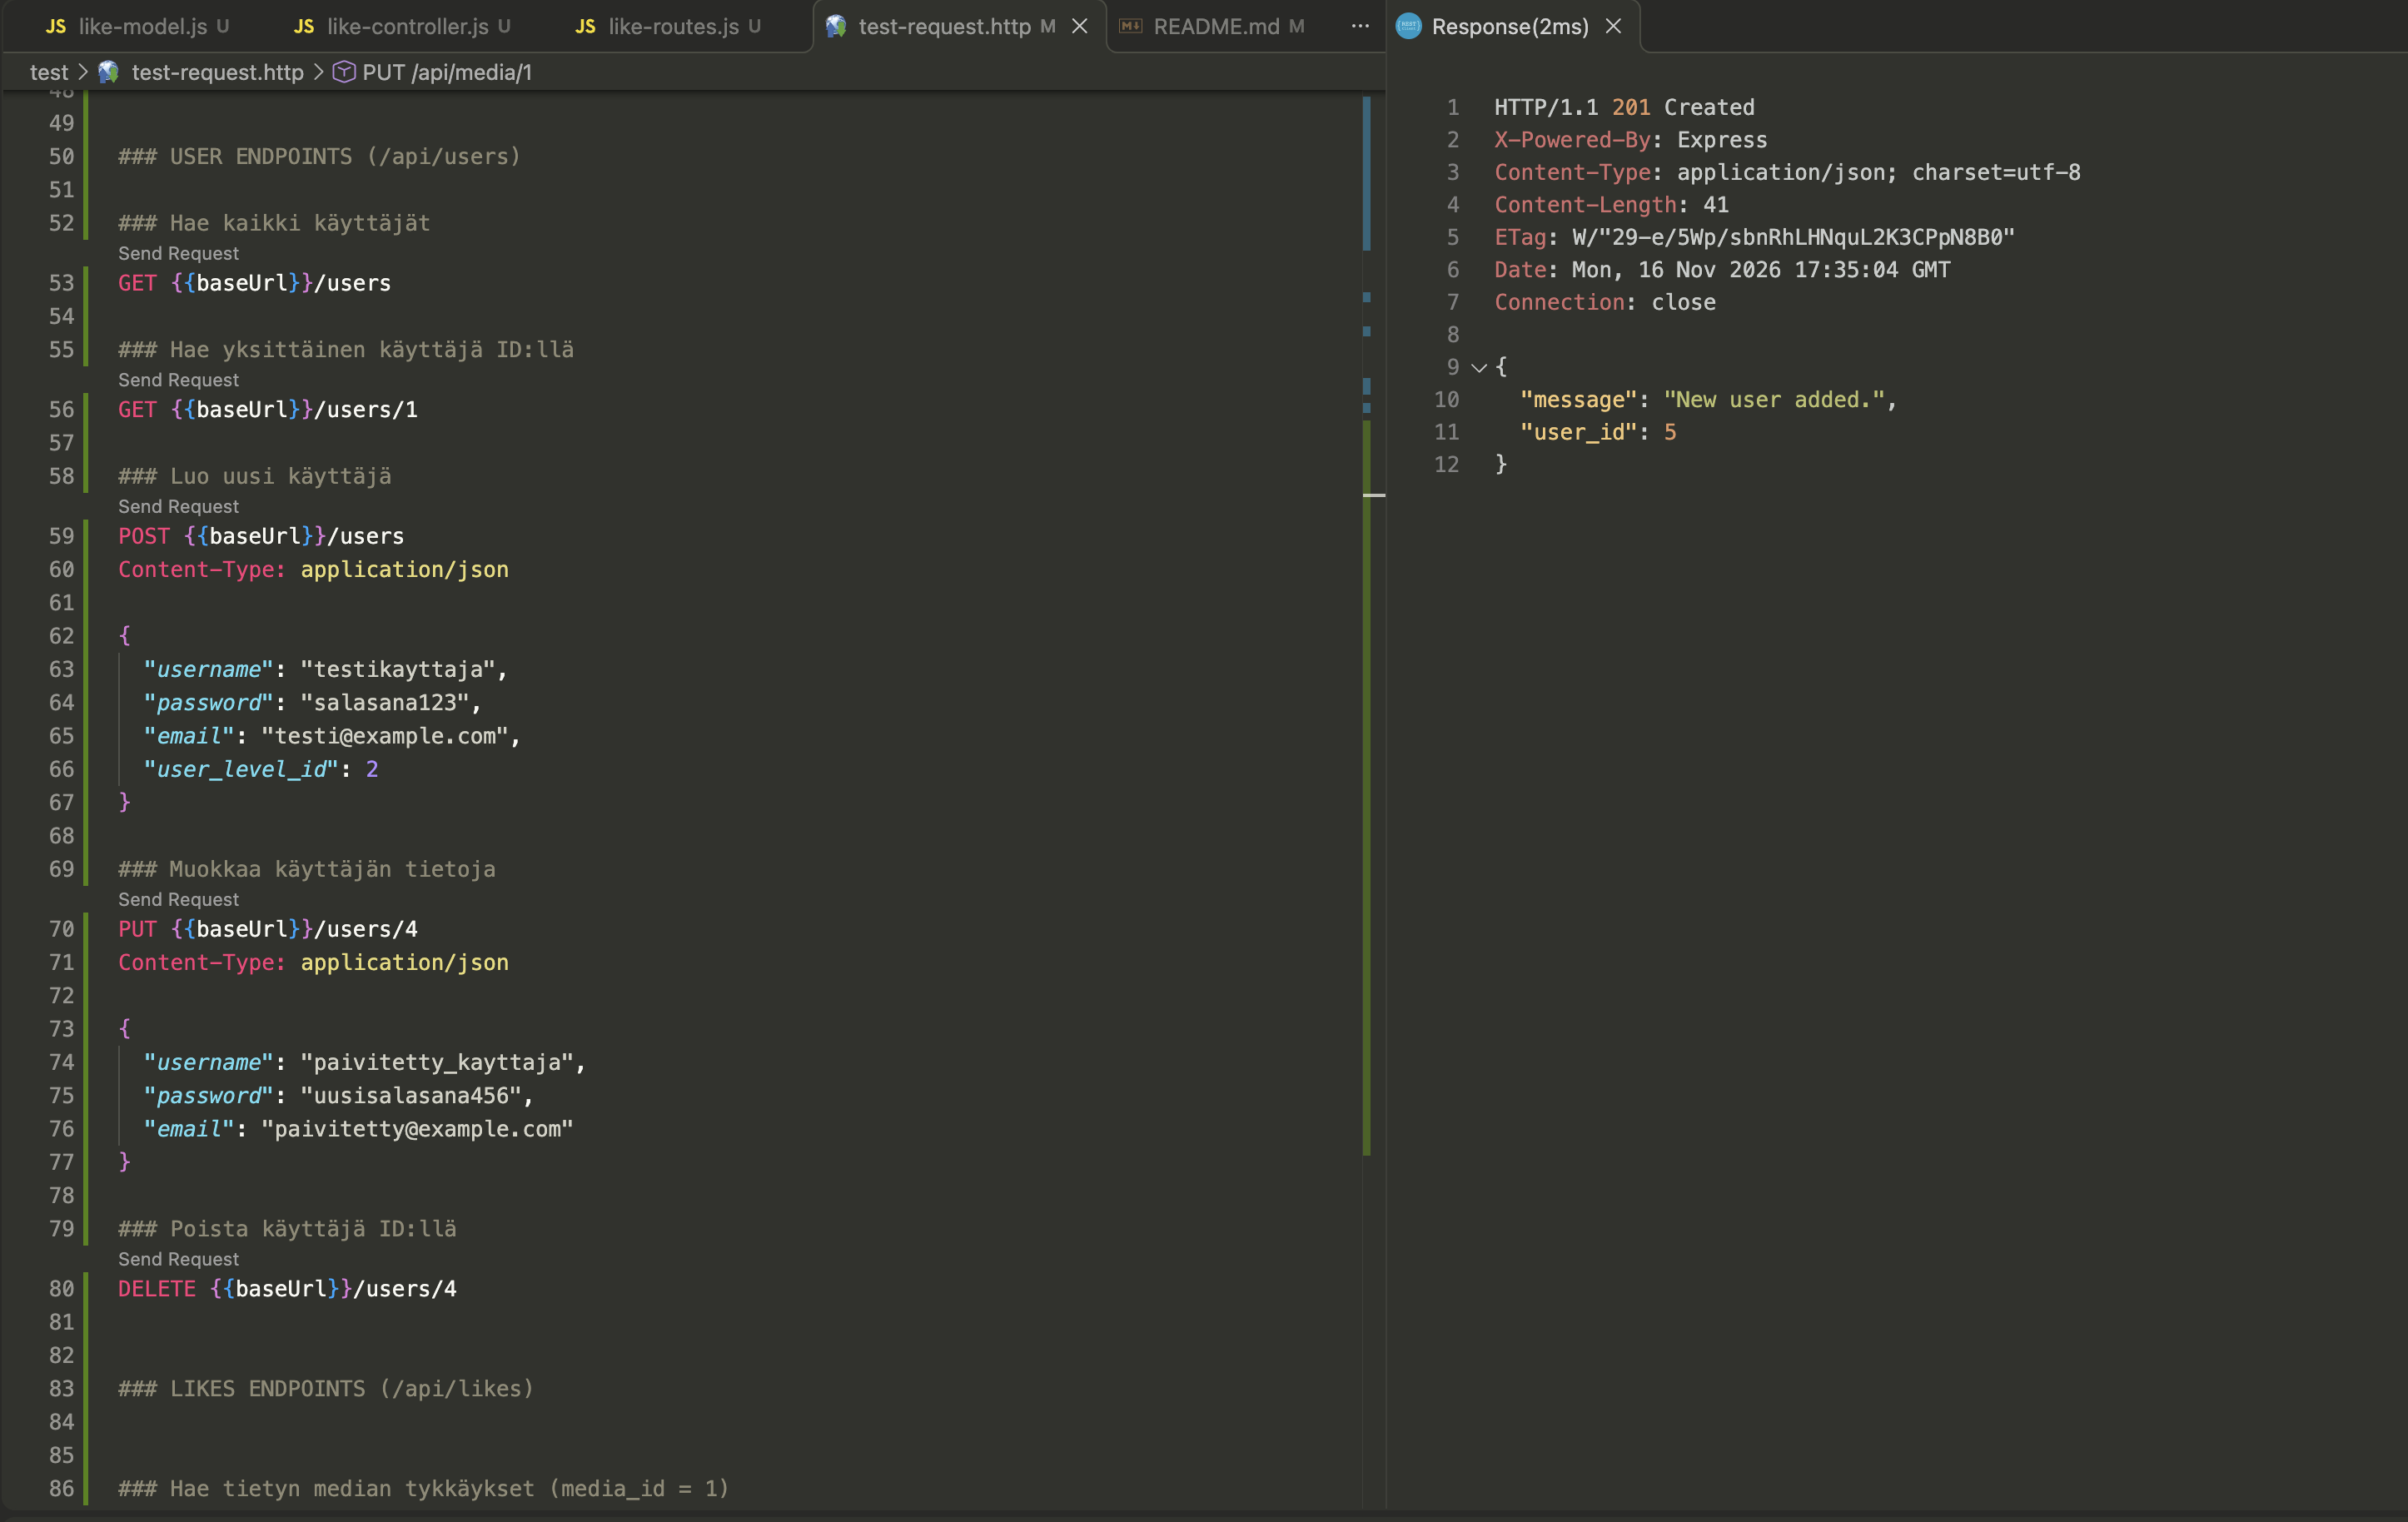 JS like-model.js U JS like-controller.js U JS like-routes.js U test-request.http M README.md M ···
test > test-request.http > PUT /api/media/1
48
49
50 ### USER ENDPOINTS (/api/users)
51
52 ### Hae kaikki käyttäjät
Send Request
53 GET {{baseUrl}}/users
54
55 ### Hae yksittäinen käyttäjä ID:llä
Send Request
56 GET {{baseUrl}}/users/1
57
58 ### Luo uusi käyttäjä
Send Request
59 POST {{baseUrl}}/users
60 Content-Type: application/json
61
62 {
63 "username": "testikayttaja",
64 "password": "salasana123",
65 "email": "testi@example.com",
66 "user_level_id": 2
67 }
68
69 ### Muokkaa käyttäjän tietoja
Send Request
70 PUT {{baseUrl}}/users/4
71 Content-Type: application/json
72
73 {
74 "username": "paivitetty_kayttaja",
75 "password": "uusisalasana456",
76 "email": "paivitetty@example.com"
77 }
78
79 ### Poista käyttäjä ID:llä
Send Request
80 DELETE {{baseUrl}}/users/4
81
82
83 ### LIKES ENDPOINTS (/api/likes)
84
85
86 ### Hae tietyn median tykkäykset (media_id = 1)
Response(2ms)
1 HTTP/1.1 201 Created
2 X-Powered-By: Express
3 Content-Type: application/json; charset=utf-8
4 Content-Length: 41
5 ETag: W/"29-e/5Wp/sbnRhLHNquL2K3CPpN8B0"
6 Date: Mon, 16 Nov 2026 17:35:04 GMT
7 Connection: close
8
9 {
10 "message": "New user added.",
11 "user_id": 5
12 }